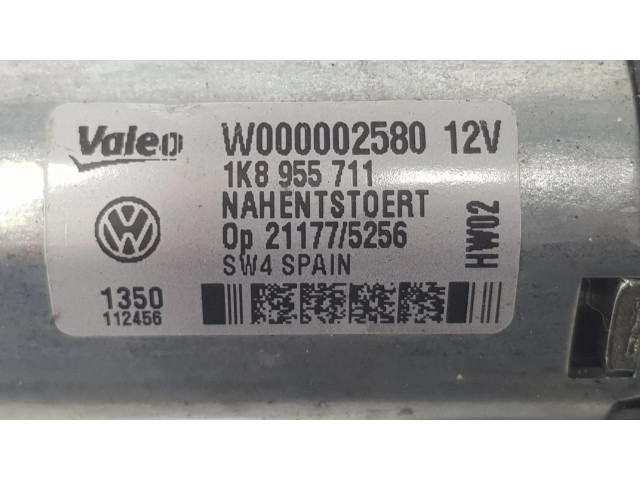 Valeo W000002580 12V
1K8 955 711
NAHENTSTOERT
Op 21177/5256
SW4 SPAIN
HW02
1350
112456